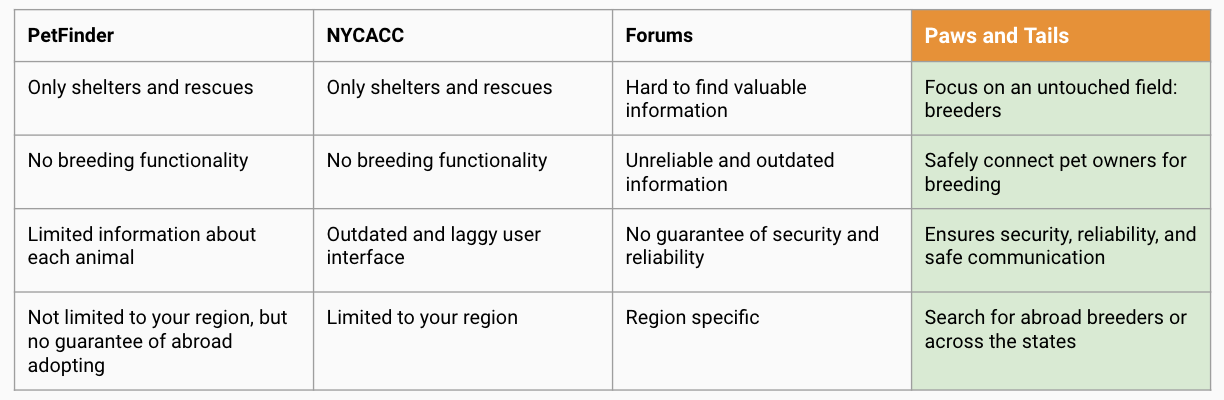 PetFinder
NYCACC
Forums
Paws and Tails
Only shelters and rescues
Only shelters and rescues
Hard to find valuable
information
Focus on an untouched field:
breeders
No breeding functionality
No breeding functionality
Unreliable and outdated
information
Safely connect pet owners for
breeding
Limited information about
each animal
Outdated and laggy user
interface
No guarantee of security and
reliability
Ensures security, reliability, and
safe communication
Not limited to your region, but
no guarantee of abroad
adopting
Limited to your region
Region specific
Search for abroad breeders or
across the states